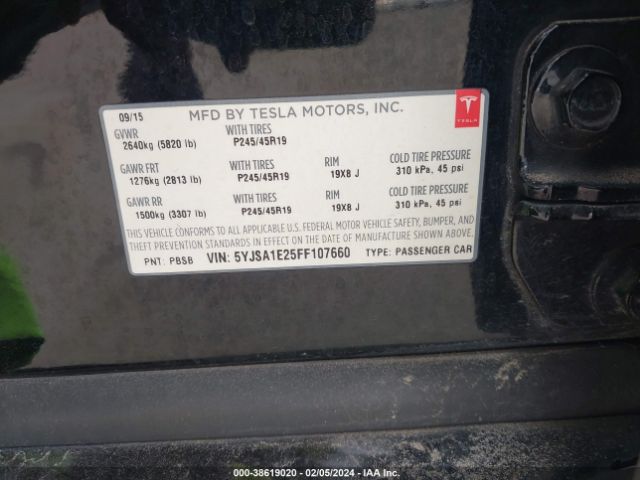 09/15 MFD BY TESLA MOTORS, INC.
TESLA
GVWR WITH TIRES
2640kg (5820 lb) P245/45R19
GAWR FRT WITH TIRES RIM COLD TIRE PRESSURE
1276kg (2813 lb) P245/45R19 19X8 J 310 kPa, 45 psi
GAWR RR WITH TIRES RIM COLD TIRE PRESSURE
1500kg (3307 lb) P245/45R19 19X8 J 310 kPa, 45 psi
THIS VEHICLE CONFORMS TO ALL APPLICABLE U.S. FEDERAL MOTOR VEHICLE SAFETY, BUMPER, AND
THEFT PREVENTION STANDARDS IN EFFECT ON THE DATE OF MANUFACTURE SHOWN ABOVE.
PNT: PBSB VIN: 5YJSA1E25FF107660 TYPE: PASSENGER CAR
000-38619020 - 02/05/2024 - IAA Inc.